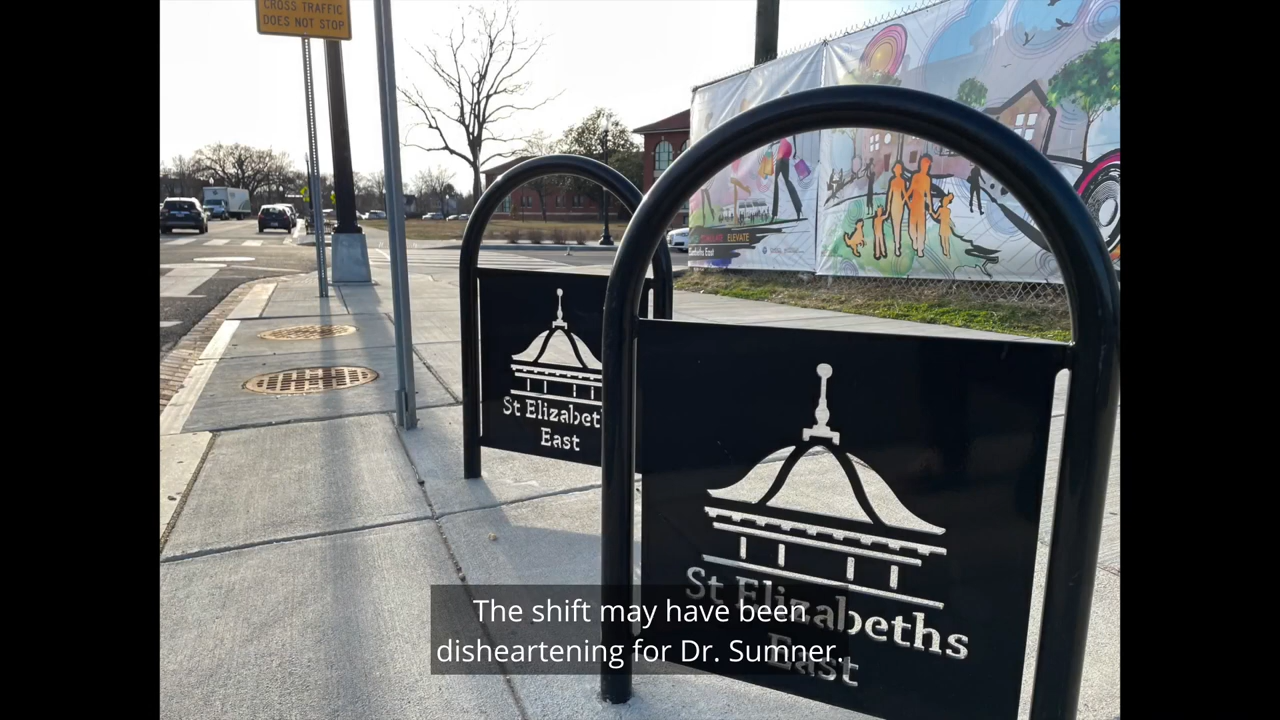 CROSS TRAFFIC
DOES NOT STOP
ELEVATE
St Elizabet
East
St Elizabeths
East
The shift may have been
disheartening for Dr. Sumner.